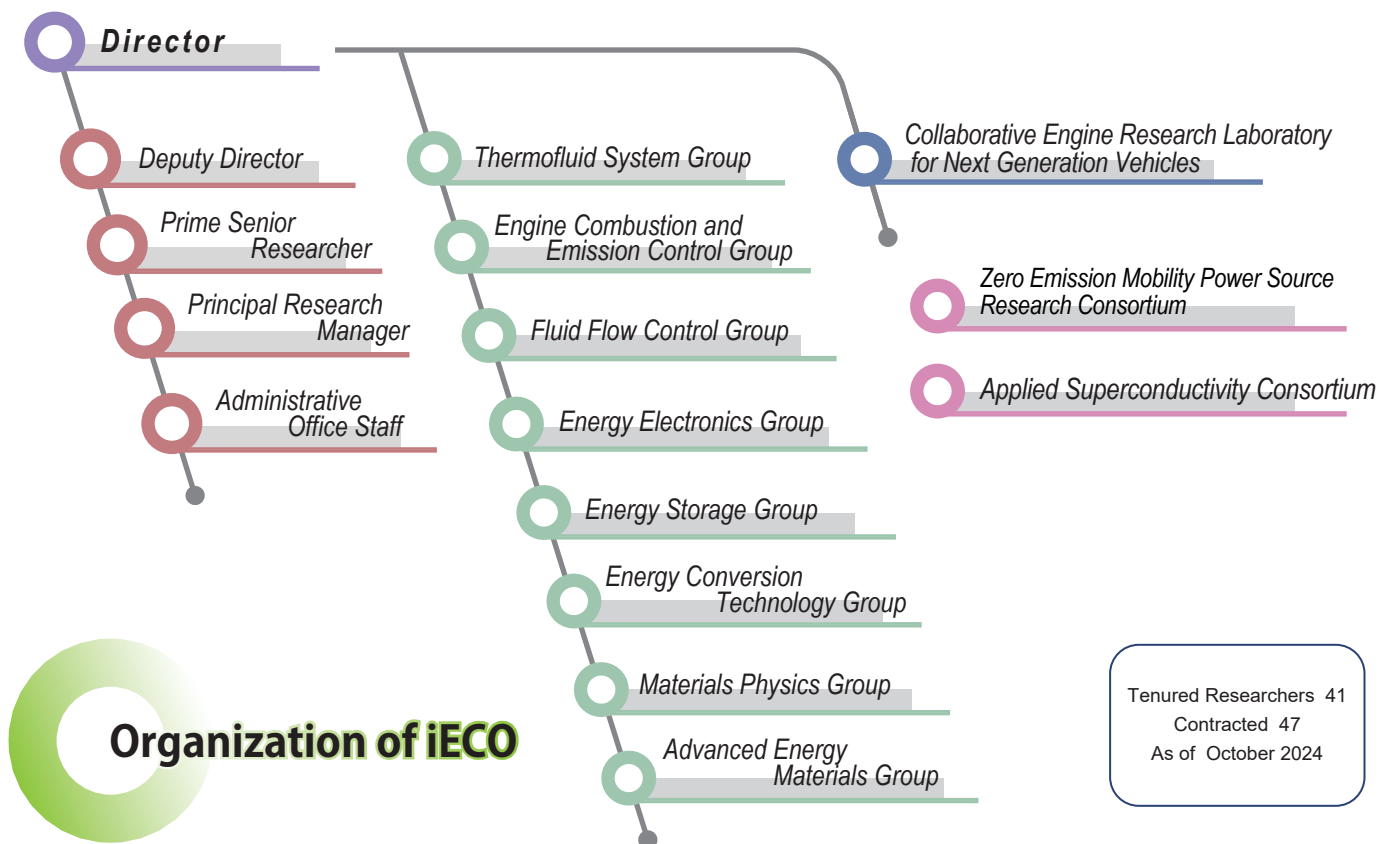 Director
Deputy Director
Prime Senior
Researcher
Principal Research
Manager
Administrative
Office Staff
Thermofluid System Group
Engine Combustion and
Emission Control Group
Fluid Flow Control Group
Energy Electronics Group
Energy Storage Group
Energy Conversion
Technology Group
Materials Physics Group
Advanced Energy
Materials Group
Collaborative Engine Research Laboratory
for Next Generation Vehicles
Zero Emission Mobility Power Source
Research Consortium
Applied Superconductivity Consortium
Organization of iECO
Tenured Researchers 41
Contracted 47
As of October 2024